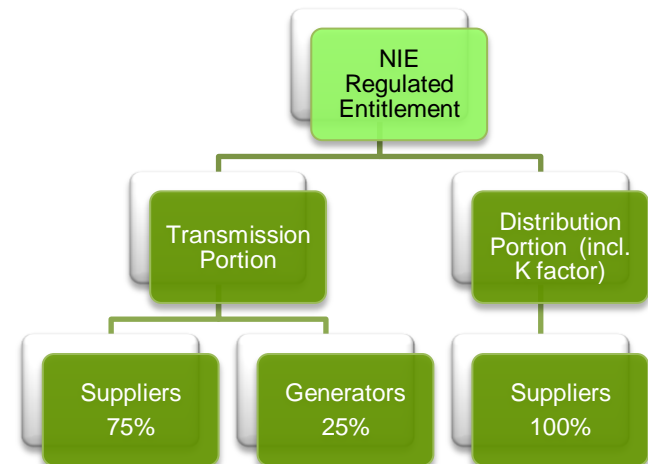 NIE
Regulated
Entitlement
Transmission
Portion
Distribution
Portion (incl.
K factor)
Suppliers
75%
Generators
25%
Suppliers
100%